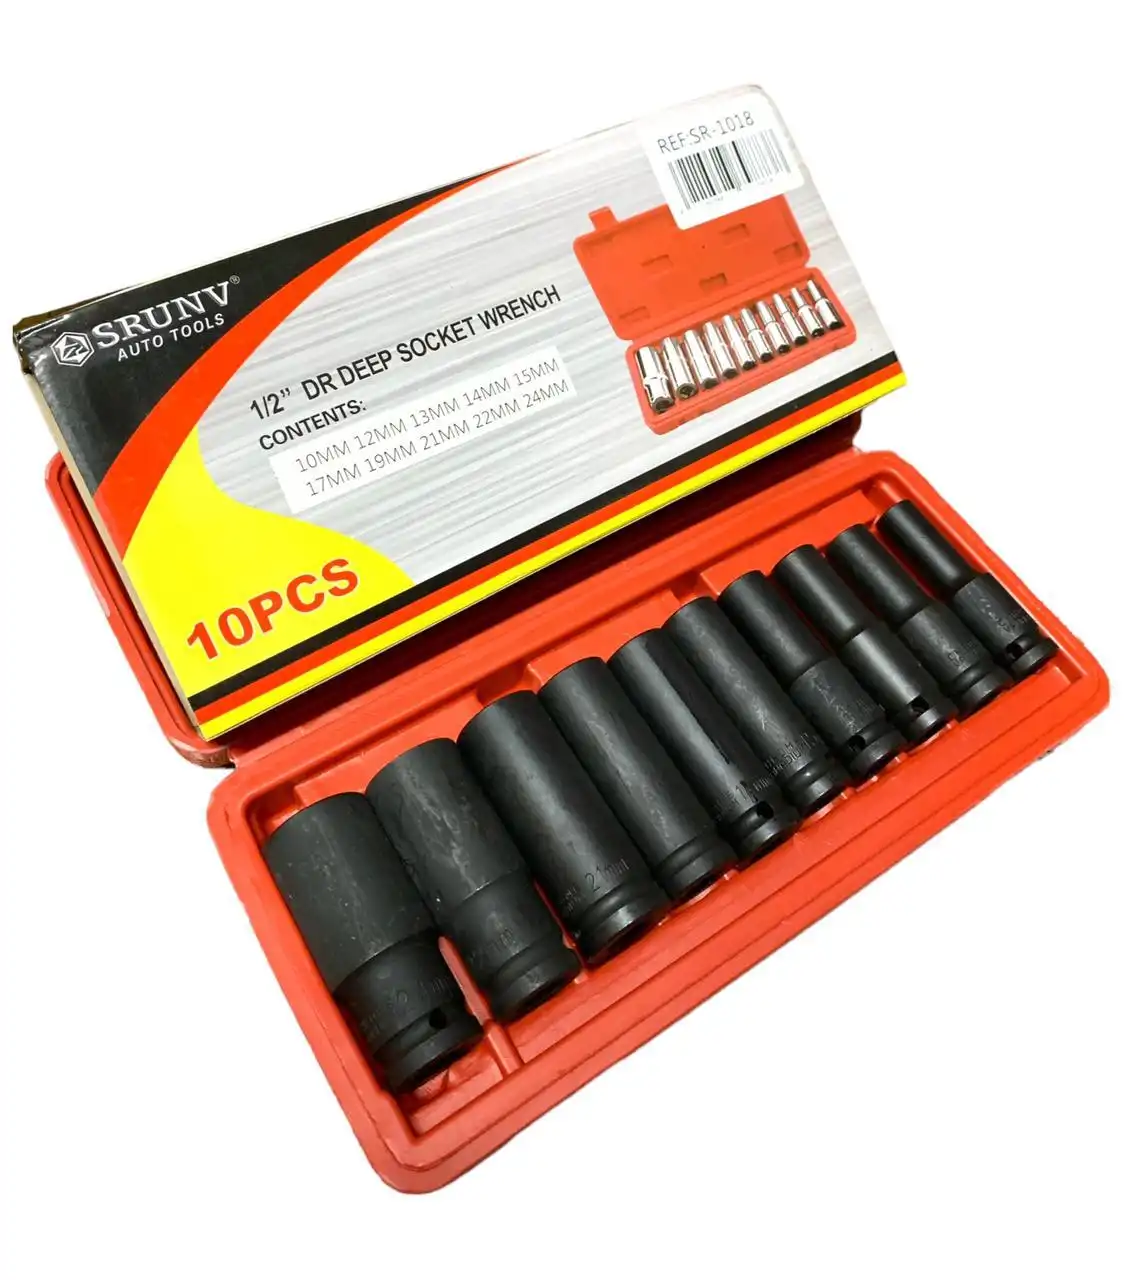 REF:SR-1018
SRUNV®
AUTO TOOLS
1/2” DR DEEP SOCKET WRENCH
CONTENTS:
10MM 12MM 13MM 14MM 15MM
17MM 19MM 21MM 22MM 24MM
10PCS
21mm